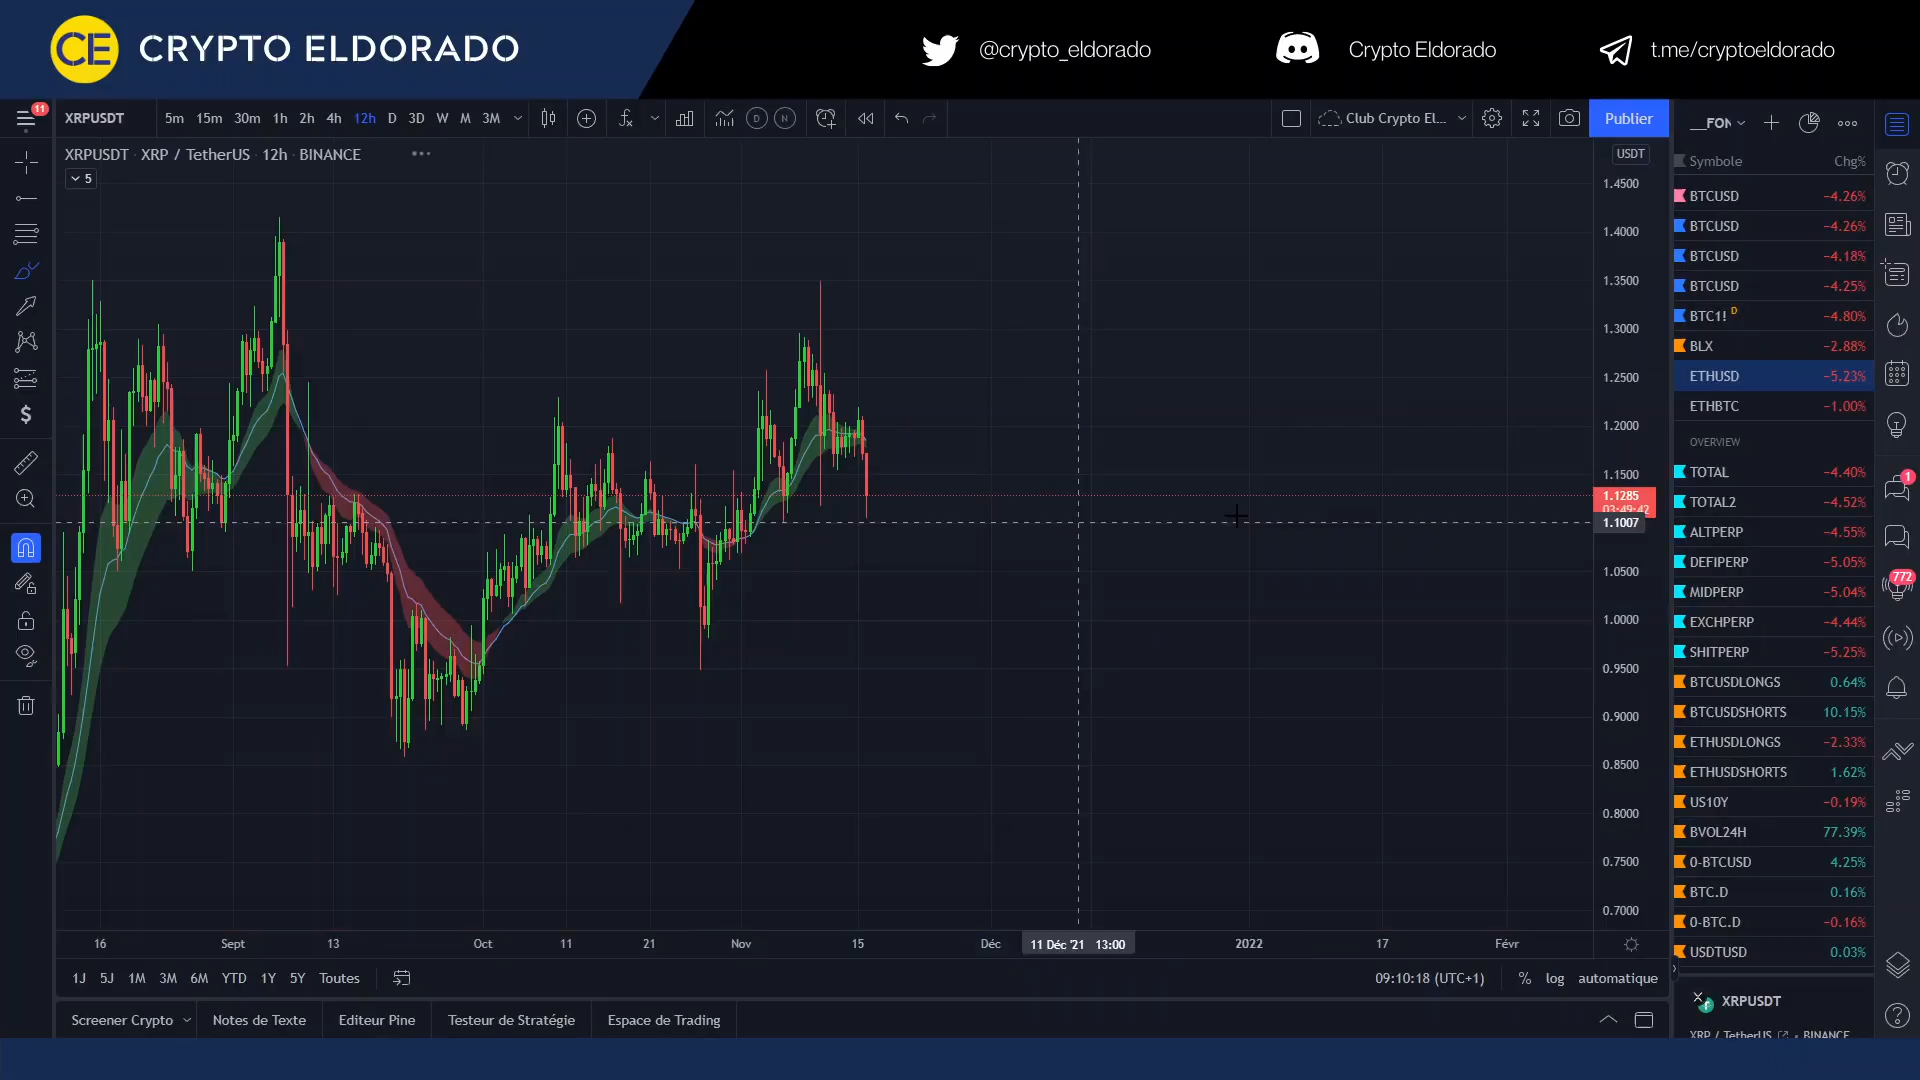 CE CRYPTO ELDORADO
@crypto_eldorado
Crypto Eldorado
t.me/cryptoeldorado
11
XRPUSDT 5m 15m 30m 1h 2h 4h 12h D 3D W M 3M
D N
Club Crypto El...
Publier
__FON
XRPUSDT · XRP / TetherUS · 12h · BINANCE
5
USDT
1.4500
1.4000
1.3500
1.3000
1.2500
1.2000
1.1500
1.1285
03:49:42
1.1007
1.0500
1.0000
0.9500
0.9000
0.8500
0.8000
0.7500
0.7000
16 Sept 13 Oct 11 21 Nov 15 Déc 11 Déc '21 13:00 2022 17 Févr
1J 5J 1M 3M 6M YTD 1Y 5Y Toutes
09:10:18 (UTC+1) % log automatique
Screener Crypto
Notes de Texte
Editeur Pine
Testeur de Stratégie
Espace de Trading
Symbole Chg%
BTCUSD −4.26%
BTCUSD −4.26%
BTCUSD −4.18%
BTCUSD −4.25%
BTC1! D −4.80%
BLX −2.88%
ETHUSD −5.23%
ETHBTC −1.00%
OVERVIEW
TOTAL −4.40%
TOTAL2 −4.52%
ALTPERP −4.55%
DEFIPERP −5.05%
MIDPERP −5.04%
EXCHPERP −4.44%
SHITPERP −5.25%
BTCUSDLONGS 0.64%
BTCUSDSHORTS 10.15%
ETHUSDLONGS −2.33%
ETHUSDSHORTS 1.62%
US10Y −0.19%
BVOL24H 77.39%
0-BTCUSD 4.25%
BTC.D 0.16%
0-BTC.D −0.16%
USDTUSD 0.03%
XRPUSDT
XRP / TetherUS · BINANCE
1
772